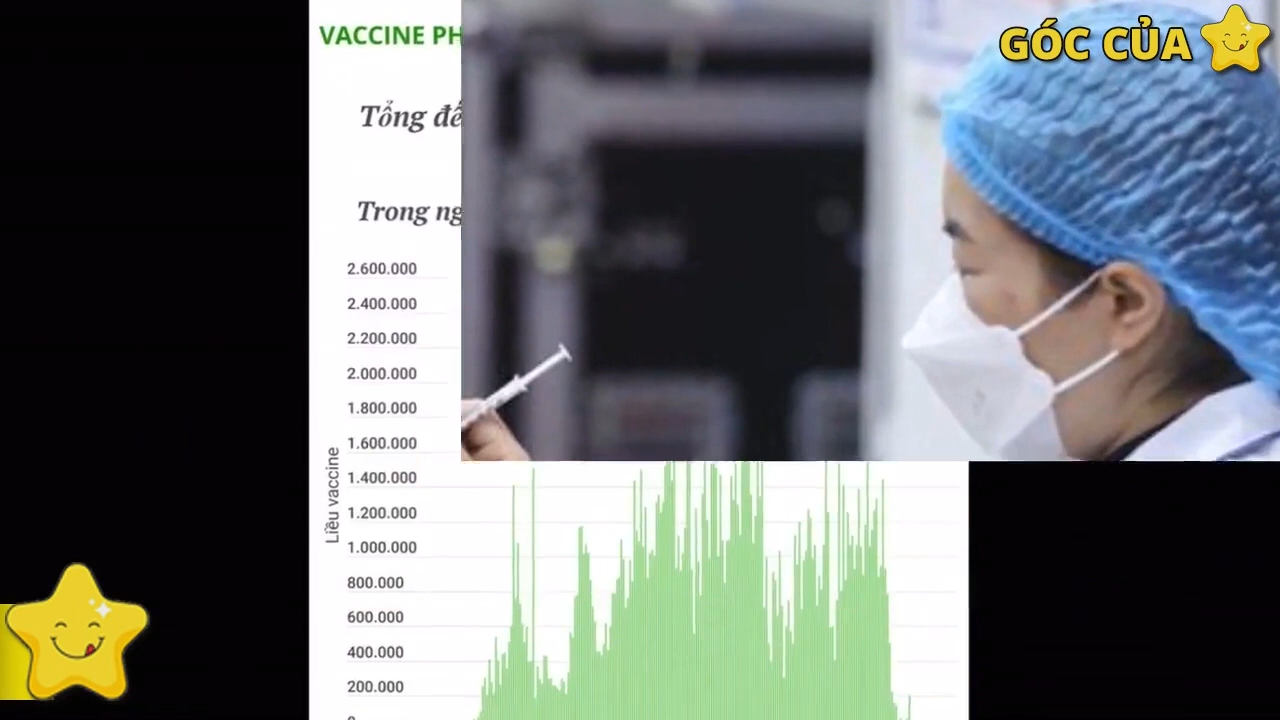 GÓC CỦA
VACCINE PH
Tổng đế
Trong ng
2.600.000
2.400.000
2.200.000
2.000.000
1.800.000
1.600.000
1.400.000
1.200.000
1.000.000
800.000
600.000
400.000
200.000
Liều vaccine